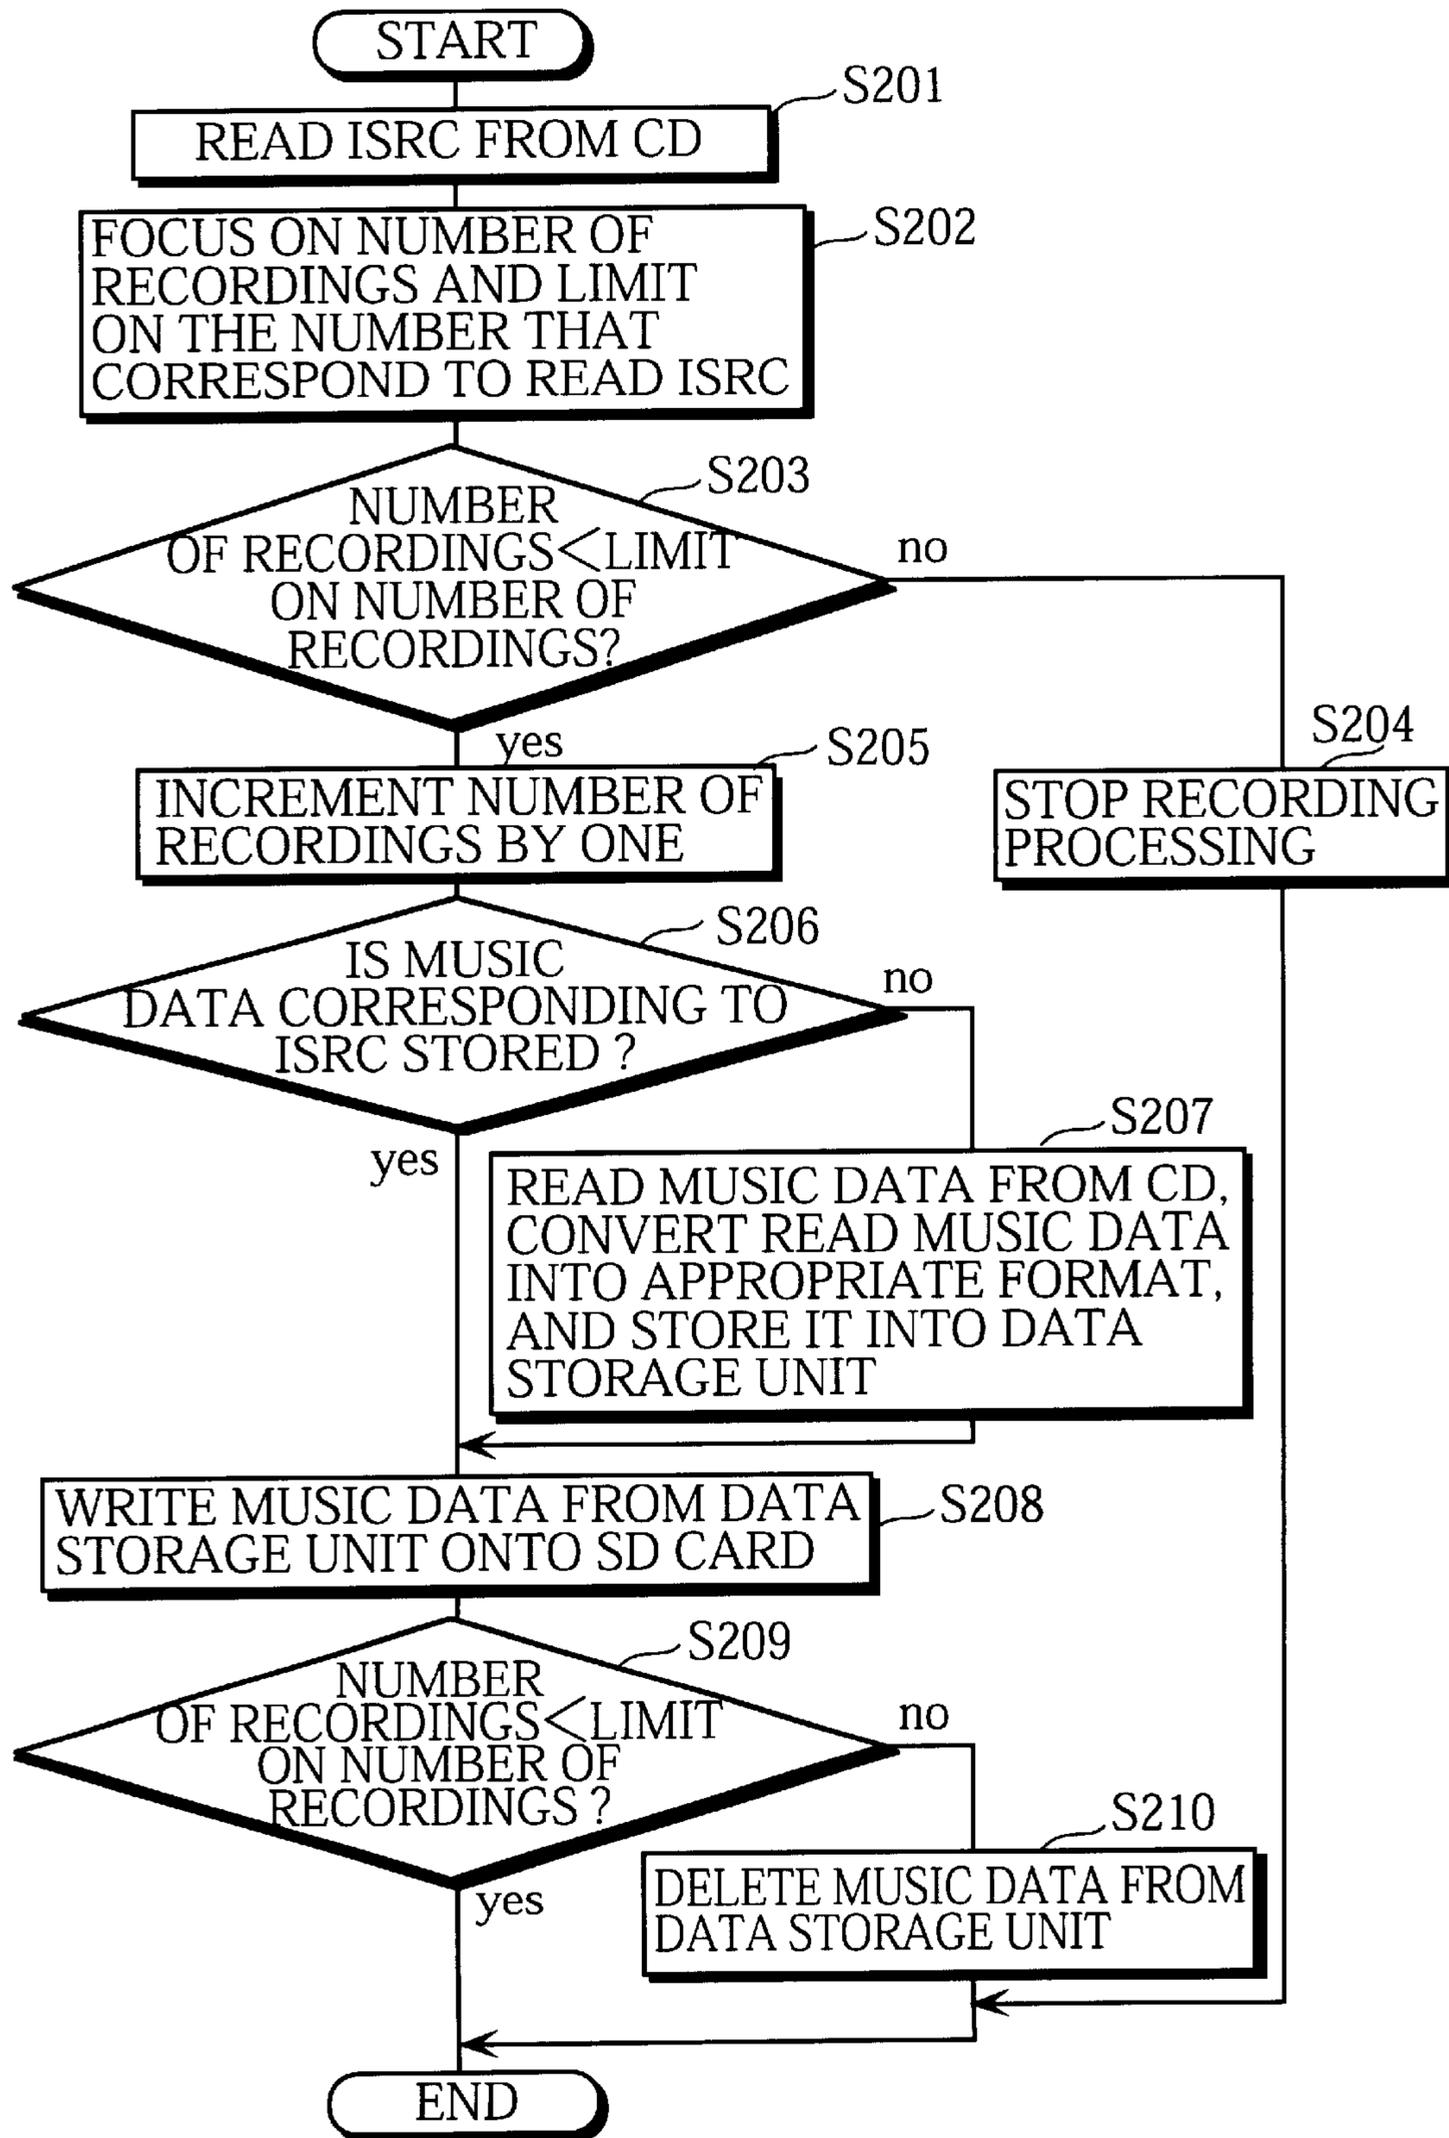 START
S201
READ ISRC FROM CD
S202
FOCUS ON NUMBER OF
RECORDINGS AND LIMIT
ON THE NUMBER THAT
CORRESPOND TO READ ISRC
S203
NUMBER
OF RECORDINGS<LIMIT
ON NUMBER OF
RECORDINGS?
no
yes
S204
STOP RECORDING
PROCESSING
S205
INCREMENT NUMBER OF
RECORDINGS BY ONE
S206
IS MUSIC
DATA CORRESPONDING TO
ISRC STORED ?
no
yes
S207
READ MUSIC DATA FROM CD,
CONVERT READ MUSIC DATA
INTO APPROPRIATE FORMAT,
AND STORE IT INTO DATA
STORAGE UNIT
S208
WRITE MUSIC DATA FROM DATA
STORAGE UNIT ONTO SD CARD
S209
NUMBER
OF RECORDINGS<LIMIT
ON NUMBER OF
RECORDINGS ?
no
yes
S210
DELETE MUSIC DATA FROM
DATA STORAGE UNIT
END